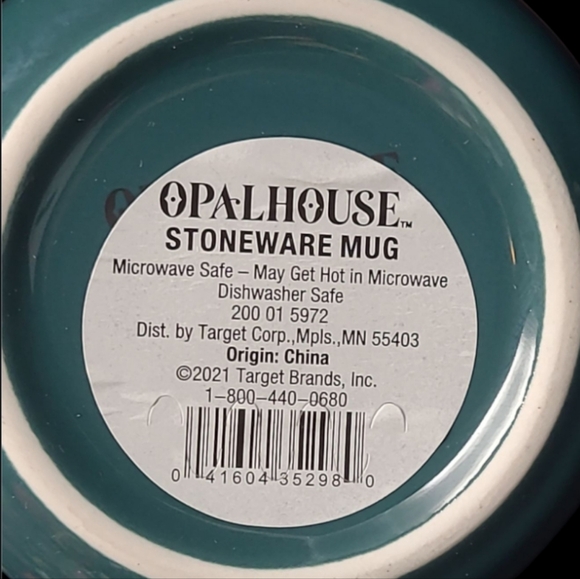 OPALHOUSE™
STONEWARE MUG
Microwave Safe – May Get Hot in Microwave
Dishwasher Safe
200 01 5972
Dist. by Target Corp.,Mpls.,MN 55403
Origin: China
©2021 Target Brands, Inc.
1-800-440-0680
0 41604 35298 0